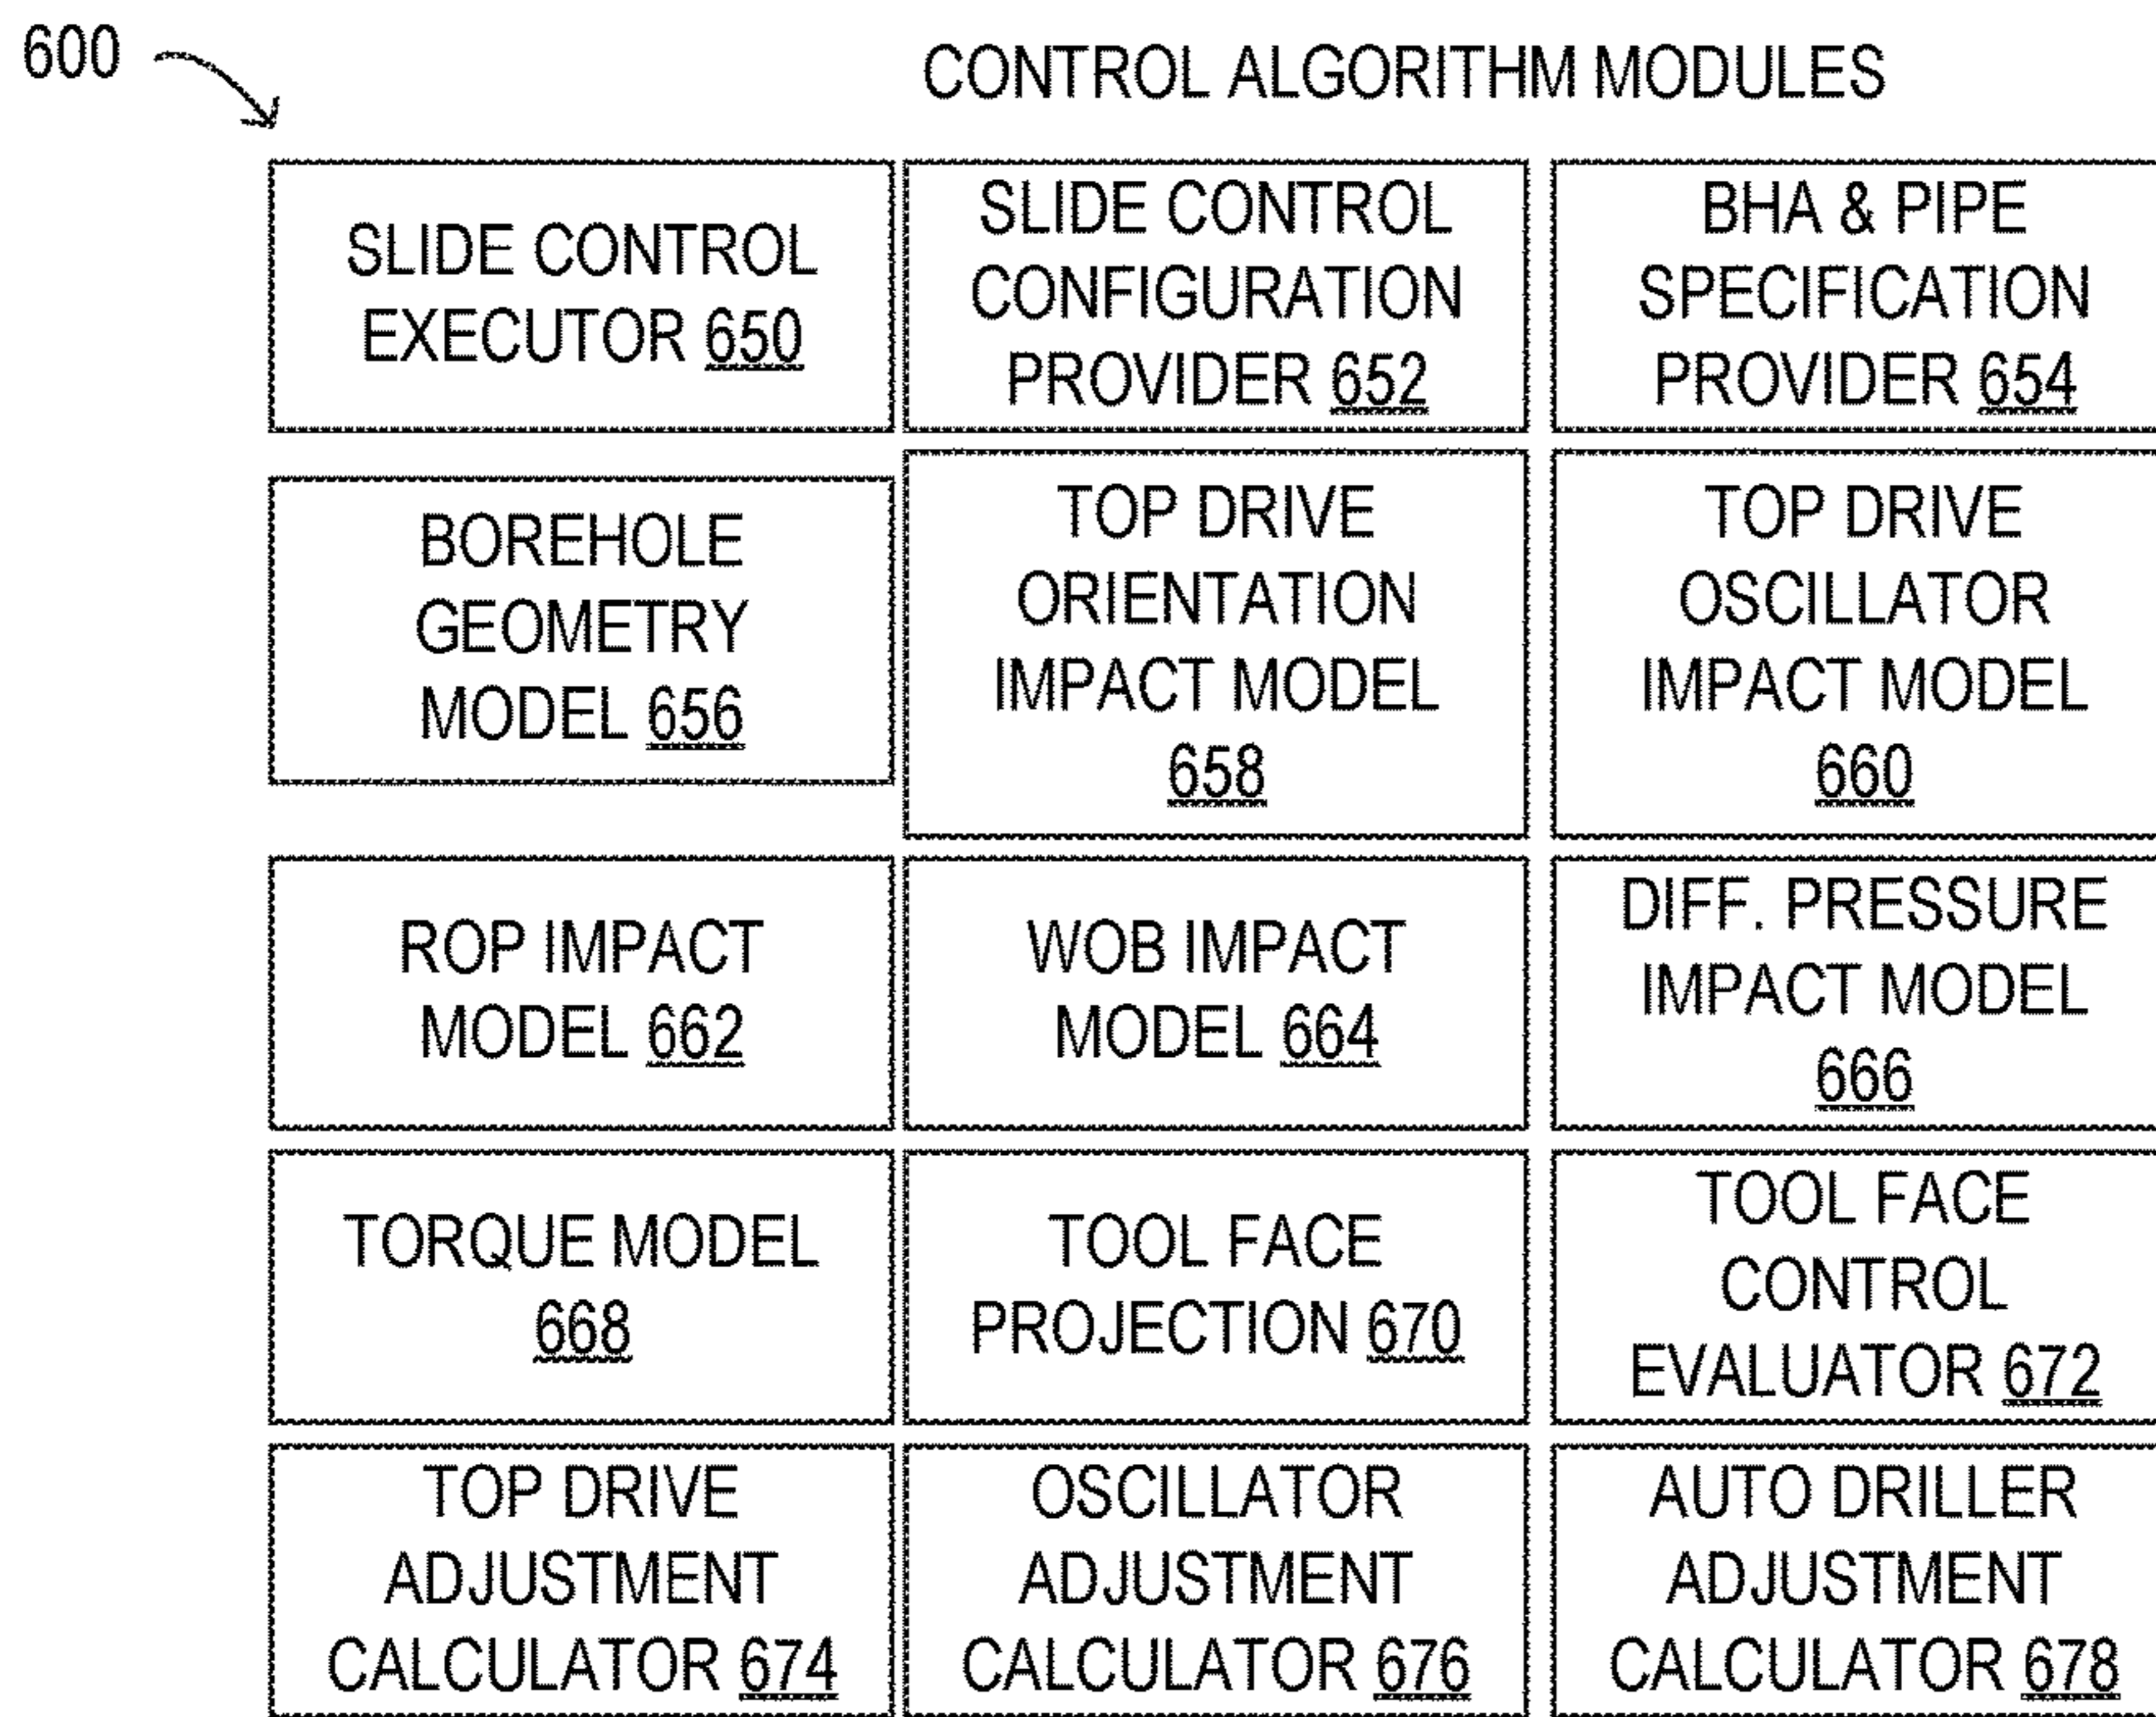 600
CONTROL ALGORITHM MODULES
SLIDE CONTROL
EXECUTOR 650
SLIDE CONTROL
CONFIGURATION
PROVIDER 652
BHA & PIPE
SPECIFICATION
PROVIDER 654
BOREHOLE
GEOMETRY
MODEL 656
TOP DRIVE
ORIENTATION
IMPACT MODEL
658
TOP DRIVE
OSCILLATOR
IMPACT MODEL
660
ROP IMPACT
MODEL 662
WOB IMPACT
MODEL 664
DIFF. PRESSURE
IMPACT MODEL
666
TORQUE MODEL
668
TOOL FACE
PROJECTION 670
TOOL FACE
CONTROL
EVALUATOR 672
TOP DRIVE
ADJUSTMENT
CALCULATOR 674
OSCILLATOR
ADJUSTMENT
CALCULATOR 676
AUTO DRILLER
ADJUSTMENT
CALCULATOR 678